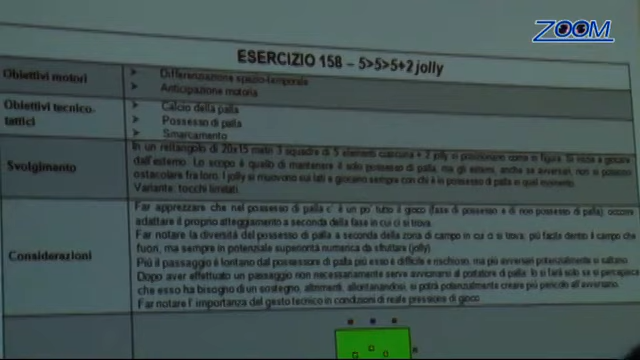 ZOOM
ESERCIZIO 158 – 5>5>5+2 jolly
Obiettivi motori
Differenziazione spazio-temporale
Anticipazione motoria
Obiettivi tecnico-
tattici
Calcio della palla
Possesso di palla
Smarcamento
Svolgimento
In un rettangolo di 20x15 metri 3 squadre di 5 elementi ciascuna + 2 jolly si posizionano come in figura. Si inizia a giocare
dall'esterno. Lo scopo è quello di mantenere il solo possesso di palla, ma gli esterni, anche se avversari, non si possono
ostacolare fra loro. I jolly si muovono sui lati e giocano sempre con chi è in possesso di palla in quel momento.
Variante: tocchi limitati.
Considerazioni
Far apprezzare che nel possesso di palla c' è un po' tutto il gioco (fase di possesso e di non possesso di palla), occorre
adattare il proprio atteggiamento a seconda della fase in cui ci si trova.
Far notare la diversità del possesso di palla a seconda della zona di campo in cui ci si trova: più facile dentro il campo che
fuori, ma sempre in potenziale superiorità numerica da sfruttare (jolly).
Più il passaggio è lontano dal possessore di palla più esso è difficile e rischioso, ma più avversari potenzialmente si saltano.
Dopo aver effettuato un passaggio non necessariamente serve avvicinarsi al portatore di palla. Lo si farà solo se si percepisce
che esso ha bisogno di un sostegno, altrimenti, allontanandosi, si potrà potenzialmente creare più pericoli all'avversario.
Far notare l' importanza del gesto tecnico in condizioni di reale pressione di gioco.